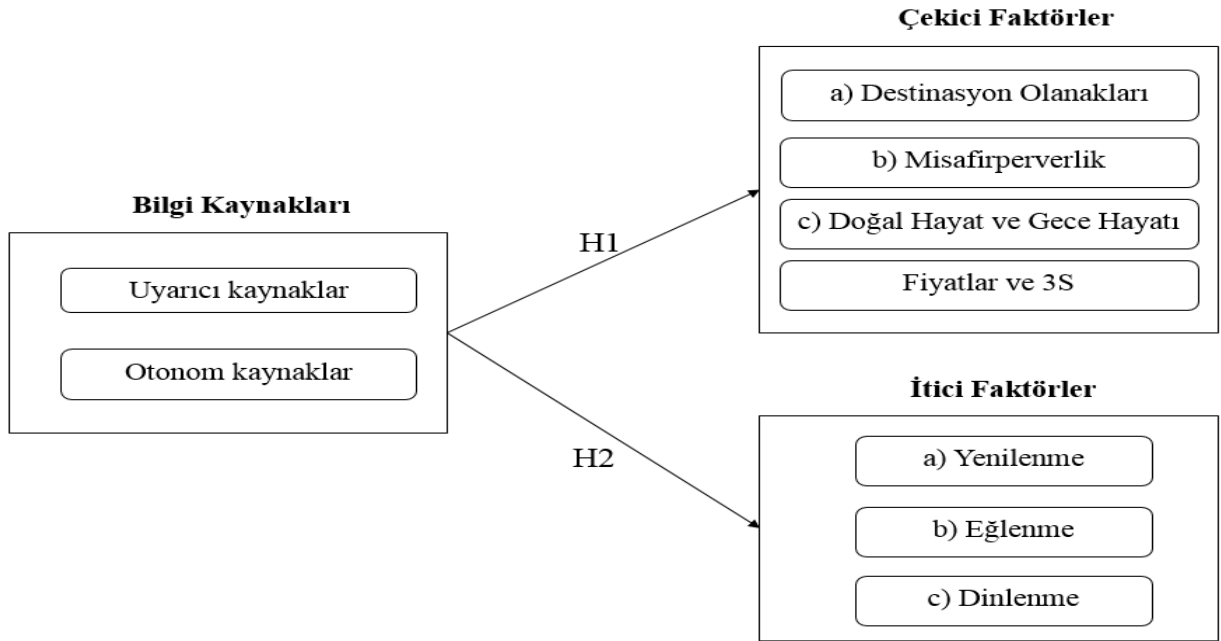 Bilgi Kaynakları
Uyarıcı kaynaklar
Otonom kaynaklar
H1
H2
Çekici Faktörler
a) Destinasyon Olanakları
b) Misafirperverlik
c) Doğal Hayat ve Gece Hayatı
Fiyatlar ve 3S
İtici Faktörler
a) Yenilenme
b) Eğlenme
c) Dinlenme